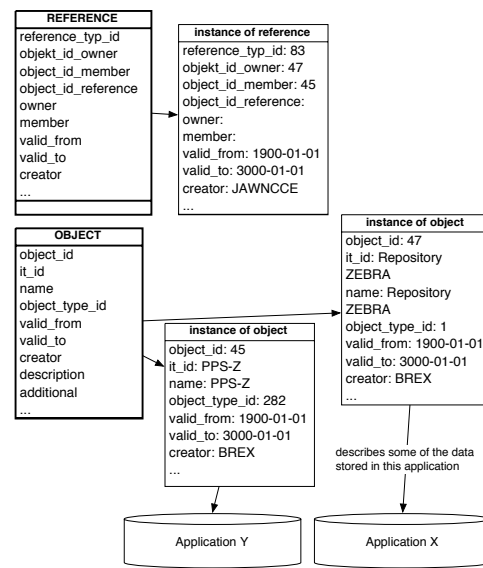 REFERENCE
reference_typ_id
objekt_id_owner
object_id_member
object_id_reference
owner
member
valid_from
valid_to
creator
...
instance of reference
reference_typ_id: 83
objekt_id_owner: 47
object_id_member: 45
object_id_reference:
owner:
member:
valid_from: 1900-01-01
valid_to: 3000-01-01
creator: JAWNCCE
...
OBJECT
object_id
it_id
name
object_type_id
valid_from
valid_to
creator
description
additional
...
instance of object
object_id: 47
it_id: Repository
ZEBRA
name: Repository
ZEBRA
object_type_id: 1
valid_from: 1900-01-01
valid_to: 3000-01-01
creator: BREX
...
instance of object
object_id: 45
it_id: PPS-Z
name: PPS-Z
object_type_id: 282
valid_from: 1900-01-01
valid_to: 3000-01-01
creator: BREX
...
describes some of the data
stored in this application
Application Y
Application X